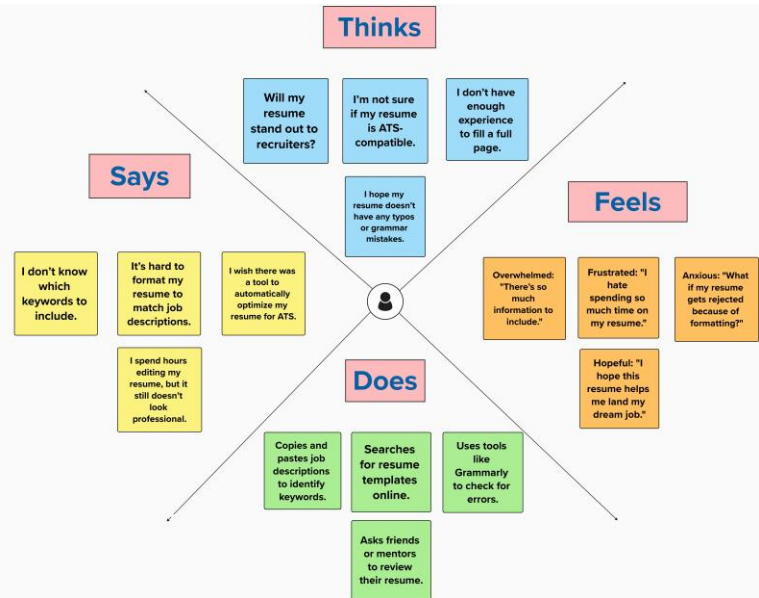 Thinks
Will my
resume
stand out to
recruiters?
I'm not sure
if my resume
is ATS-
compatible.
I don't have
enough
experience
to fill a full
page.
I hope my
resume doesn't
have any typos
or grammar
mistakes.
Says
I don't know
which
keywords to
include.
It's hard to
format my
resume to
match job
descriptions.
I wish there was
a tool to
automatically
optimize my
resume for ATS.
I spend hours
editing my
resume, but it
still doesn't
look
professional.
Feels
Overwhelmed:
"There's so
much
information to
include."
Frustrated: "I
hate
spending so
much time on
my resume."
Anxious: "What
if my resume
gets rejected
because of
formatting?"
Hopeful: "I
hope this
resume helps
me land my
dream job."
Does
Copies and
pastes job
descriptions
to identify
keywords.
Searches
for resume
templates
online.
Uses tools
like
Grammarly
to check for
errors.
Asks friends
or mentors
to review
their resume.